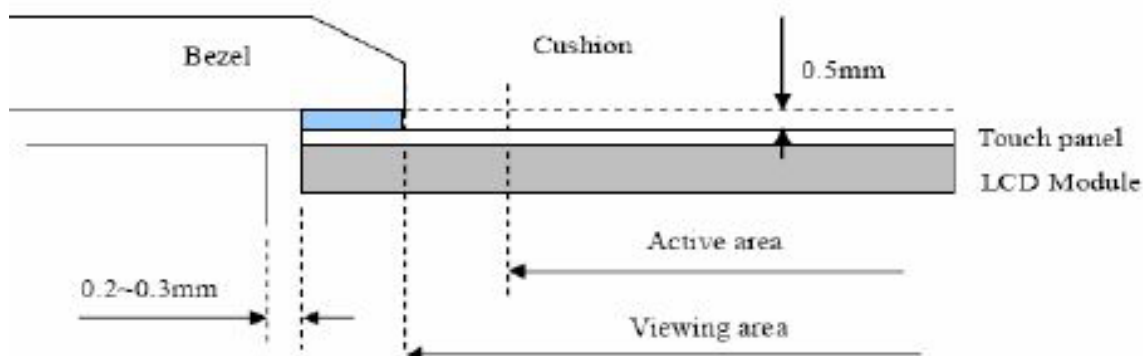 Cushion
Bezel
0.5mm
Touch panel
LCD Module
Active area
0.2~0.3mm
Viewing area